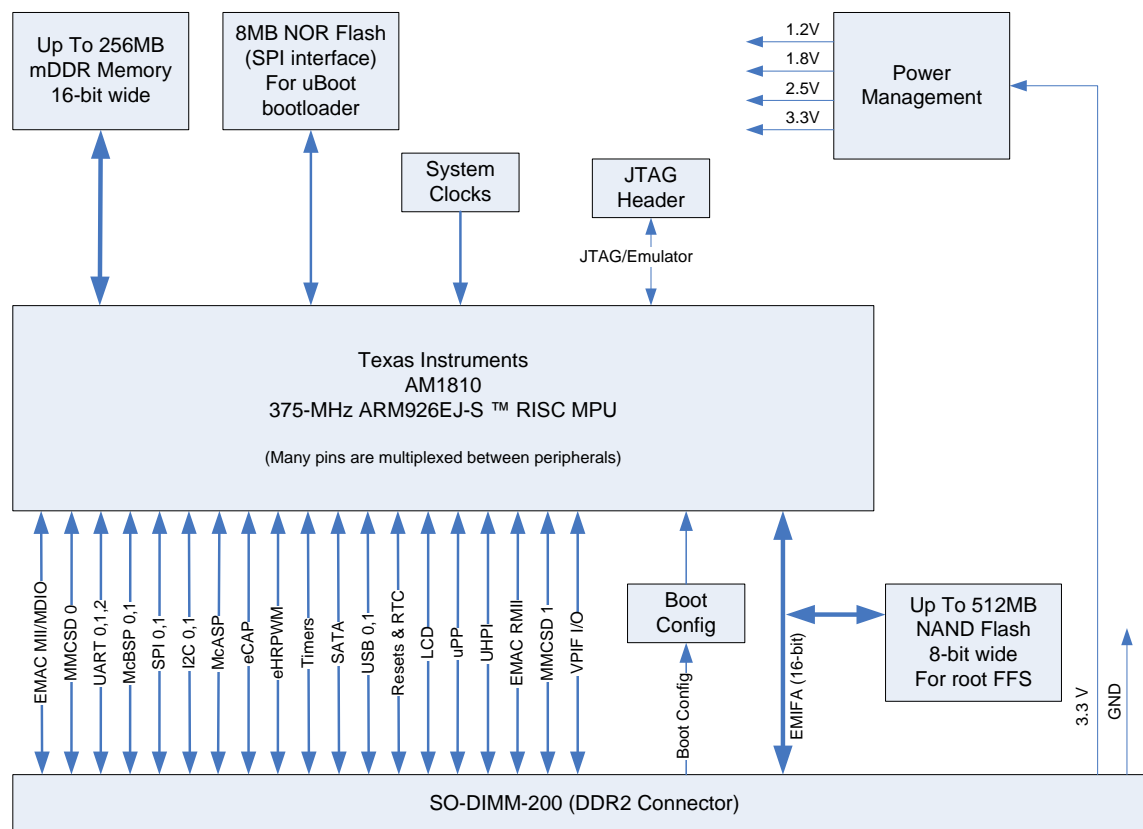 Up To 256MB
mDDR Memory
16-bit wide
8MB NOR Flash
(SPI interface)
For uBoot
bootloader
System
Clocks
JTAG
Header
JTAG/Emulator
1.2V
1.8V
2.5V
3.3V
Power
Management
Texas Instruments
AM1810
375-MHz ARM926EJ-S ™ RISC MPU
(Many pins are multiplexed between peripherals)
EMAC MII/MDIO
MMCSD 0
UART 0,1,2
McBSP 0,1
SPI 0,1
I2C 0,1
McASP
eCAP
eHRPWM
Timers
SATA
USB 0,1
Resets & RTC
LCD
uPP
UHPI
EMAC RMII
MMCSD 1
VPIF I/O
Boot
Config
Boot Config
EMIFA (16-bit)
Up To 512MB
NAND Flash
8-bit wide
For root FFS
3.3 V
GND
SO-DIMM-200 (DDR2 Connector)